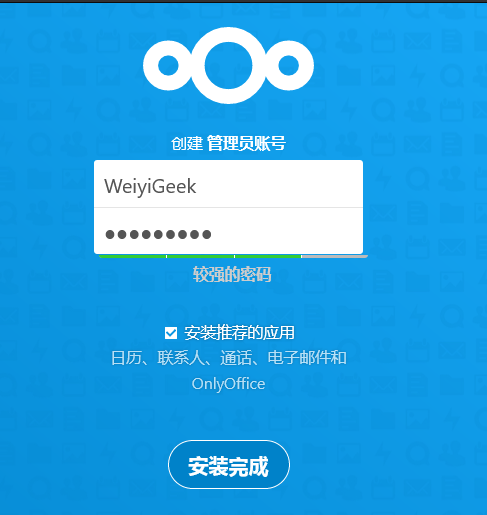 创建 管理员账号
WeiyiGeek
●●●●●●●●●
较强的密码
安装推荐的应用
日历、联系人、通话、电子邮件和
OnlyOffice
安装完成